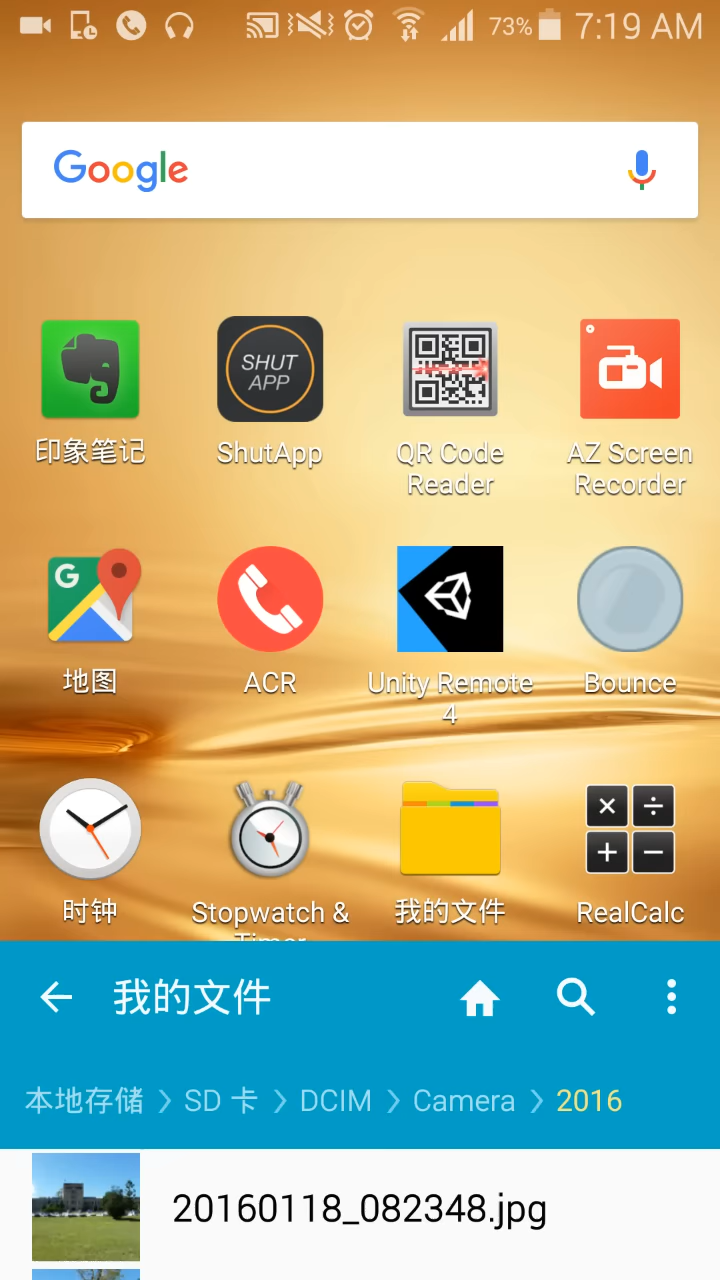 73% 7:19 AM
Google
印象笔记
SHUT APP
ShutApp
QR Code Reader
AZ Screen Recorder
G
地图
ACR
Unity Remote 4
Bounce
时钟
Stopwatch & Timer
我的文件
× ÷ + −
RealCalc
我的文件
本地存储 > SD 卡 > DCIM > Camera > 2016
20160118_082348.jpg